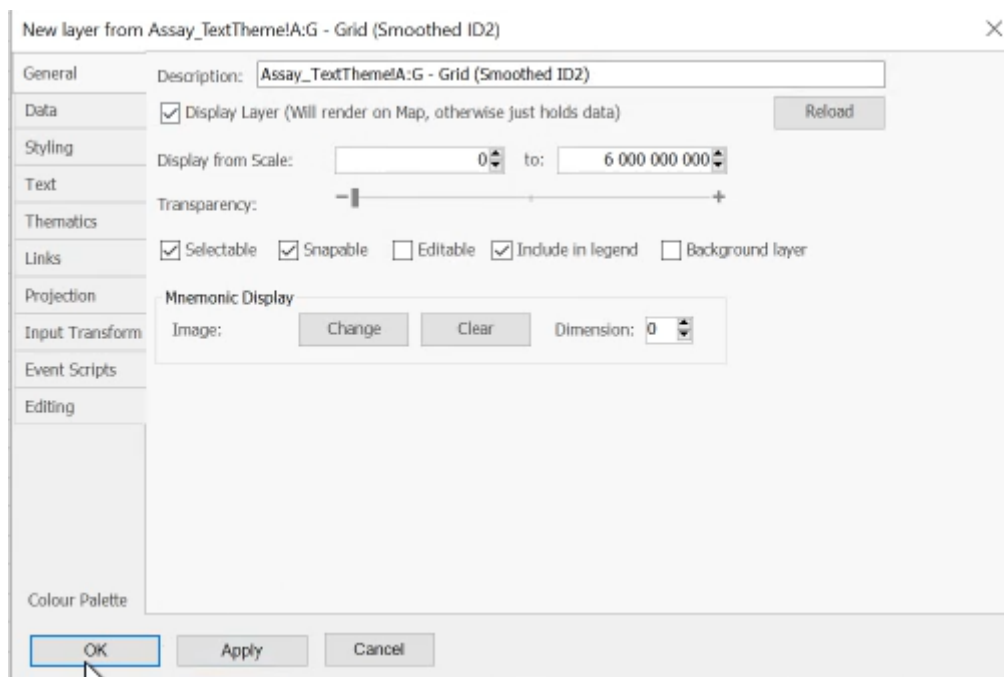 New layer from Assay_TextTheme!A:G - Grid (Smoothed ID2)
General
Data
Styling
Text
Thematics
Links
Projection
Input Transform
Event Scripts
Editing
Colour Palette
Description: Assay_TextTheme!A:G - Grid (Smoothed ID2)
Display Layer (Will render on Map, otherwise just holds data) Reload
Display from Scale: 0 to: 6 000 000 000
Transparency: − +
Selectable Snapable Editable Include in legend Background layer
Mnemonic Display
Image: Change Clear Dimension: 0
OK Apply Cancel